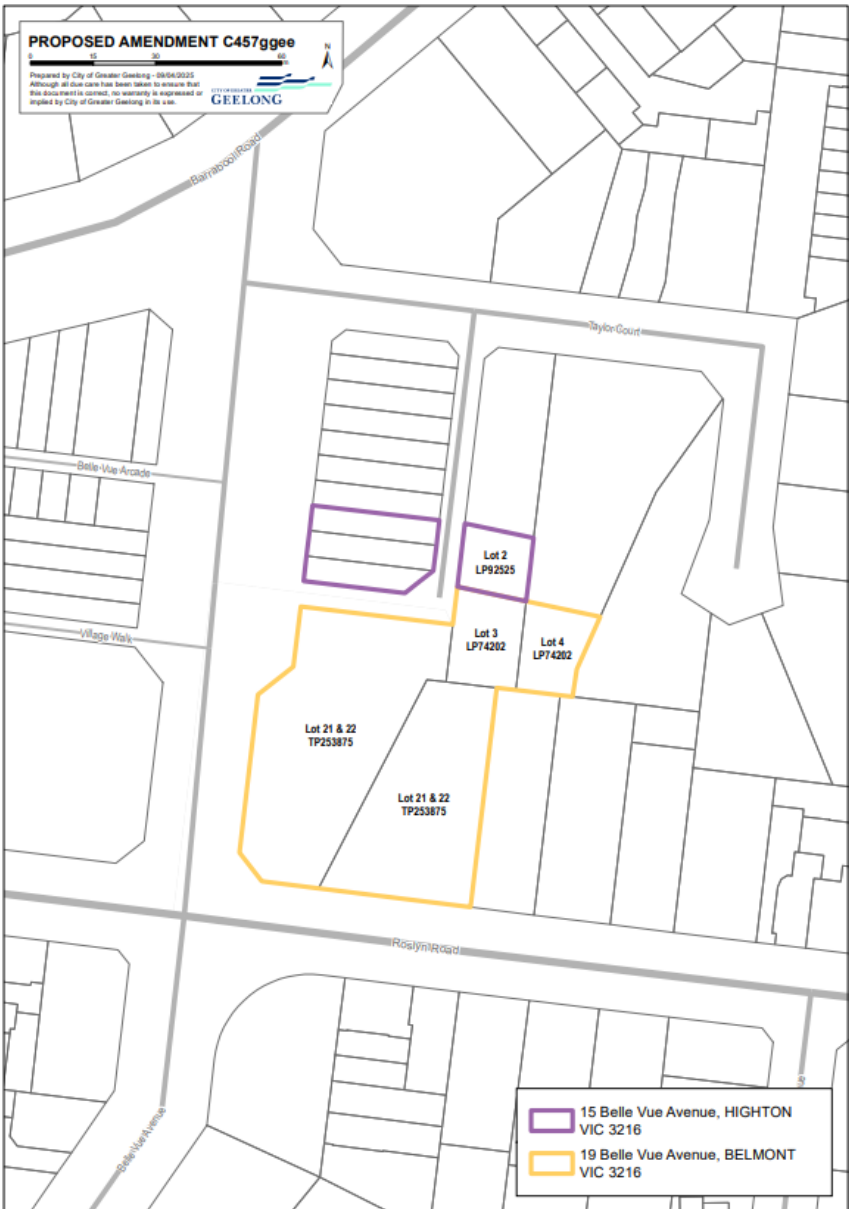 PROPOSED AMENDMENT C457ggee
N
0 15 30 60
Prepared by City of Greater Geelong - 09/04/2025
Although all due care has been taken to ensure that
this document is correct, no warranty is expressed or
implied by City of Greater Geelong in its use.
CITY OF GREATER
GEELONG
Barrabool Road
Taylor Court
Belle Vue Arcade
Lot 2
LP92525
Village Walk
Lot 3
LP74202
Lot 4
LP74202
Lot 21 & 22
TP253875
Lot 21 & 22
TP253875
Roslyn Road
Belle Vue Avenue
15 Belle Vue Avenue, HIGHTON
VIC 3216
19 Belle Vue Avenue, BELMONT
VIC 3216